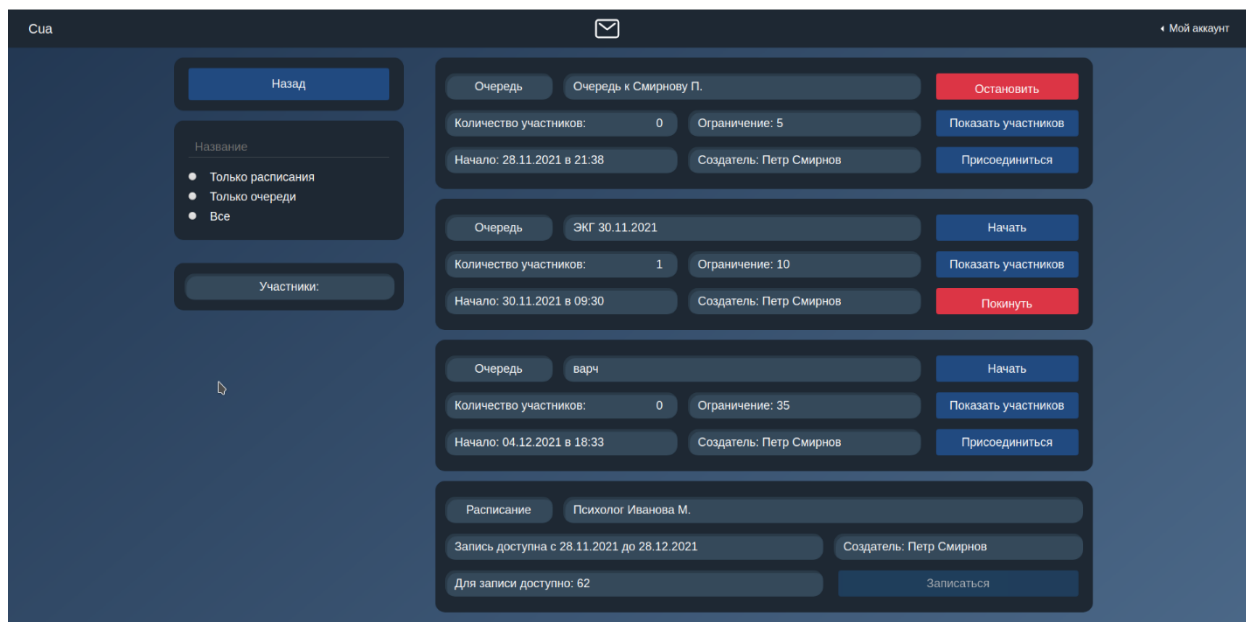 Cua
Мой аккаунт
Назад
Название
Только расписания
Только очереди
Все
Участники:
Очередь Очередь к Смирнову П. Остановить
Количество участников: 0 Ограничение: 5 Показать участников
Начало: 28.11.2021 в 21:38 Создатель: Петр Смирнов Присоединиться
Очередь ЭКГ 30.11.2021 Начать
Количество участников: 1 Ограничение: 10 Показать участников
Начало: 30.11.2021 в 09:30 Создатель: Петр Смирнов Покинуть
Очередь варч Начать
Количество участников: 0 Ограничение: 35 Показать участников
Начало: 04.12.2021 в 18:33 Создатель: Петр Смирнов Присоединиться
Расписание Психолог Иванова М.
Запись доступна с 28.11.2021 до 28.12.2021 Создатель: Петр Смирнов
Для записи доступно: 62 Записаться